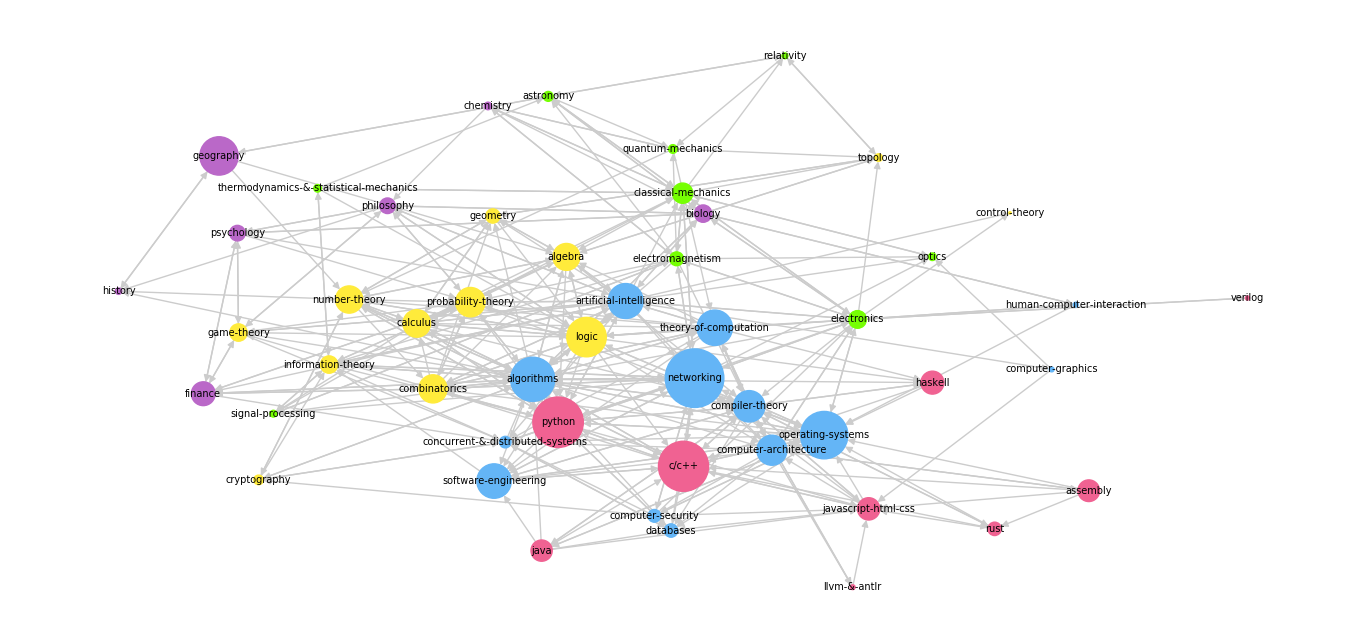 relativity
astronomy
chemistry
quantum-mechanics
geography
topology
thermodynamics-&-statistical-mechanics
classical-mechanics
philosophy
biology
control-theory
geometry
psychology
algebra
electromagnetism
optics
history
number-theory
probability-theory
artificial-intelligence
verilog
human-computer-interaction
calculus
electronics
theory-of-computation
game-theory
logic
information-theory
computer-graphics
algorithms
networking
haskell
combinatorics
finance
compiler-theory
signal-processing
python
operating-systems
concurrent-&-distributed-systems
computer-architecture
c/c++
cryptography
software-engineering
assembly
javascript-html-css
computer-security
rust
databases
java
llvm-&-antlr